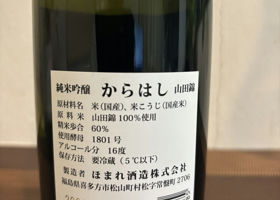 純米吟醸 からはし 山田錦
原材料名 米(国産)、米こうじ(国産米)
原料米 山田錦100%使用
精米歩合 60%
使用酵母 1801号
アルコール分 16度
保存方法 要冷蔵(5℃以下)
ほまれ酒造株式会社
福島県喜多方市松山町村松字常盤町2706